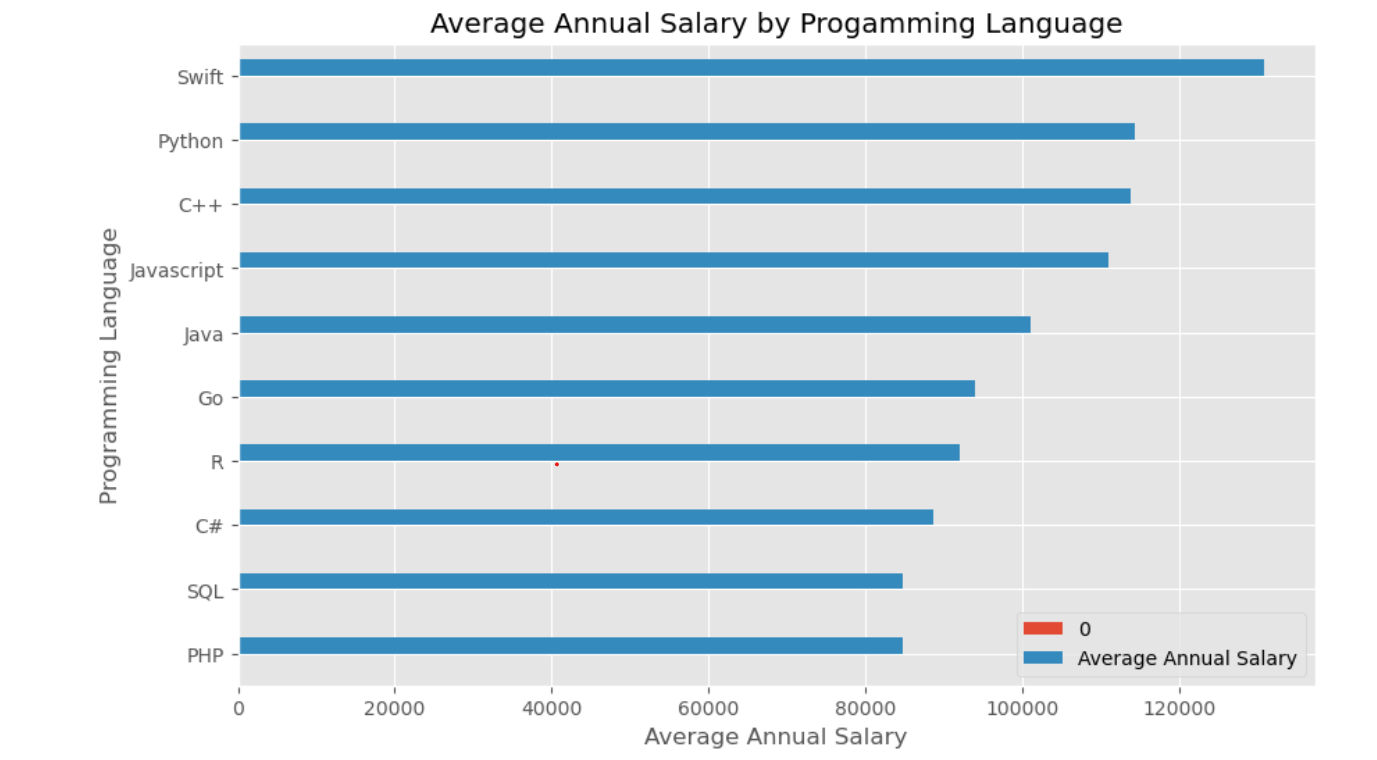 Average Annual Salary by Progamming Language
Programming Language
Swift
Python
C++
Javascript
Java
Go
R
C#
SQL
PHP
0
Average Annual Salary
0 20000 40000 60000 80000 100000 120000
Average Annual Salary